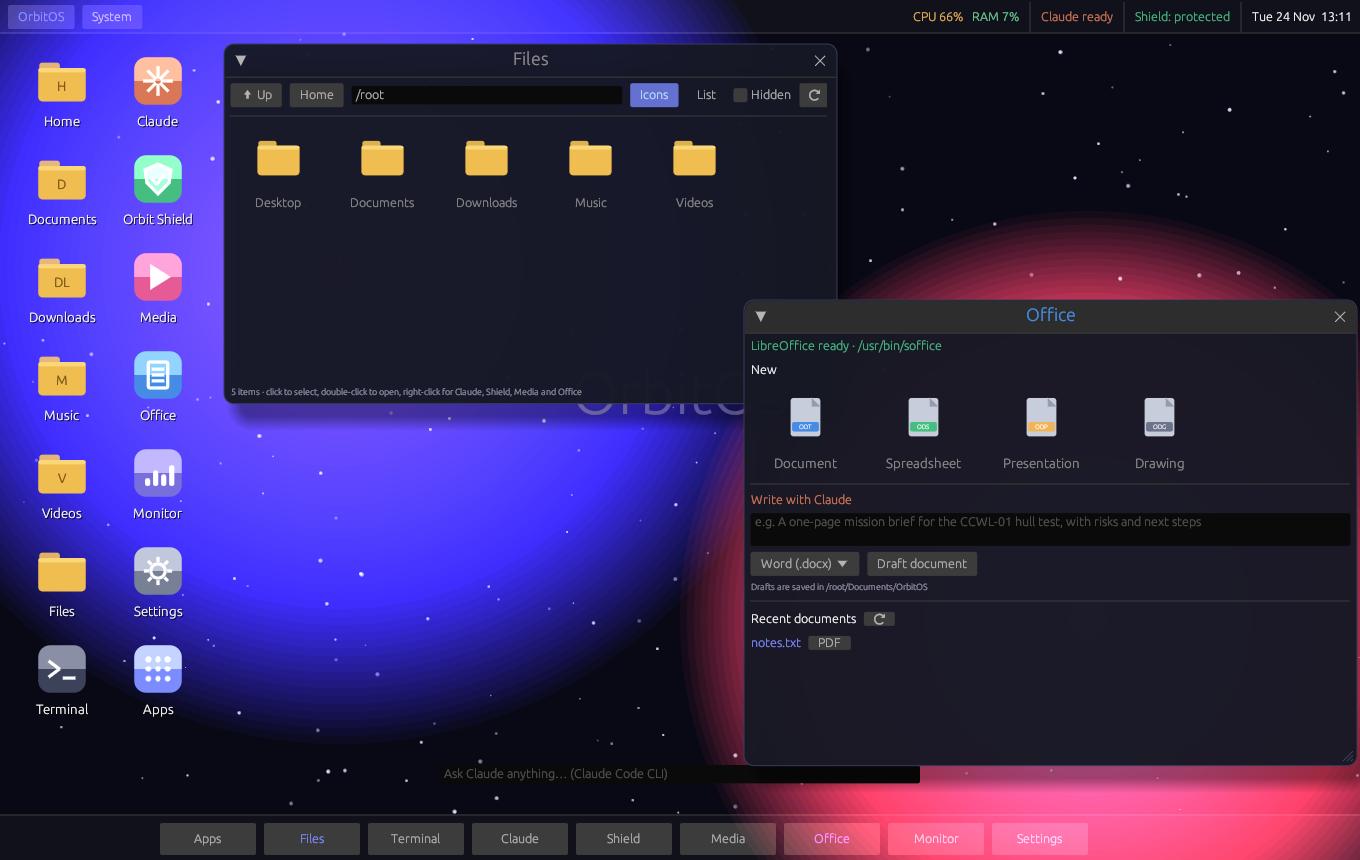 OrbitOS System CPU 66% RAM 7% Claude ready Shield: protected Tue 24 Nov 13:11
Home
Claude
Documents
Orbit Shield
Downloads
Media
Music
Office
Videos
Monitor
Files
Settings
Terminal
Apps
H
D
DL
M
V
Files
Up Home /root Icons List Hidden
Desktop Documents Downloads Music Videos
5 items · click to select, double-click to open, right-click for Claude, Shield, Media and Office
Office
LibreOffice ready · /usr/bin/soffice
New
ODT ODS ODP ODG
Document Spreadsheet Presentation Drawing
Write with Claude
e.g. A one-page mission brief for the CCWL-01 hull test, with risks and next steps
Word (.docx) Draft document
Drafts are saved in /root/Documents/OrbitOS
Recent documents
notes.txt PDF
Ask Claude anything... (Claude Code CLI)
Apps Files Terminal Claude Shield Media Office Monitor Settings